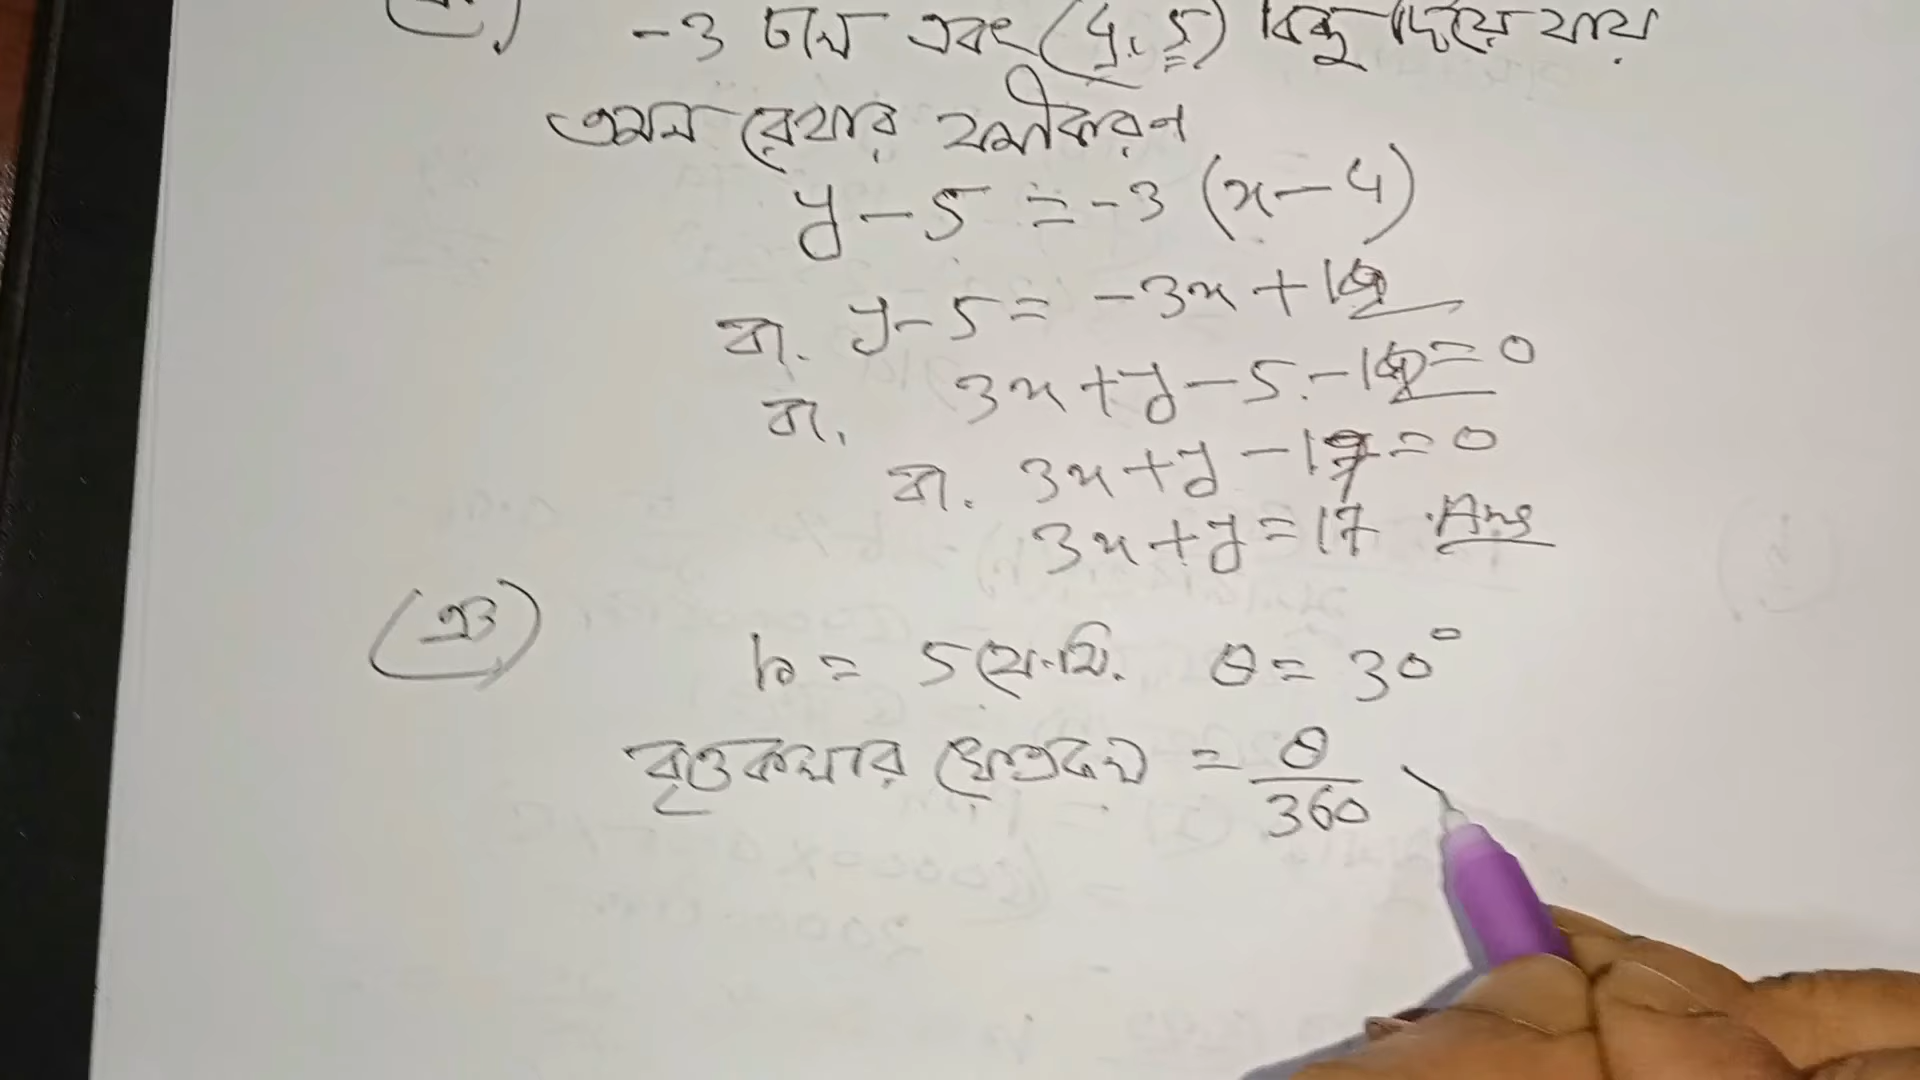 -3 ঢাল এবং (4, 5) বিন্দু দিয়ে যায়
এমন রেখার সমীকরণ
y - 5 = -3 (x - 4)
বা. y - 5 = -3x + 12
বা. 3x + y - 5 - 12 = 0
বা. 3x + y - 17 = 0
3x + y = 17 Ans
(ঞ)
r = 5 সে.মি. θ = 30°
বৃত্তকলার ক্ষেত্রফল = θ/360